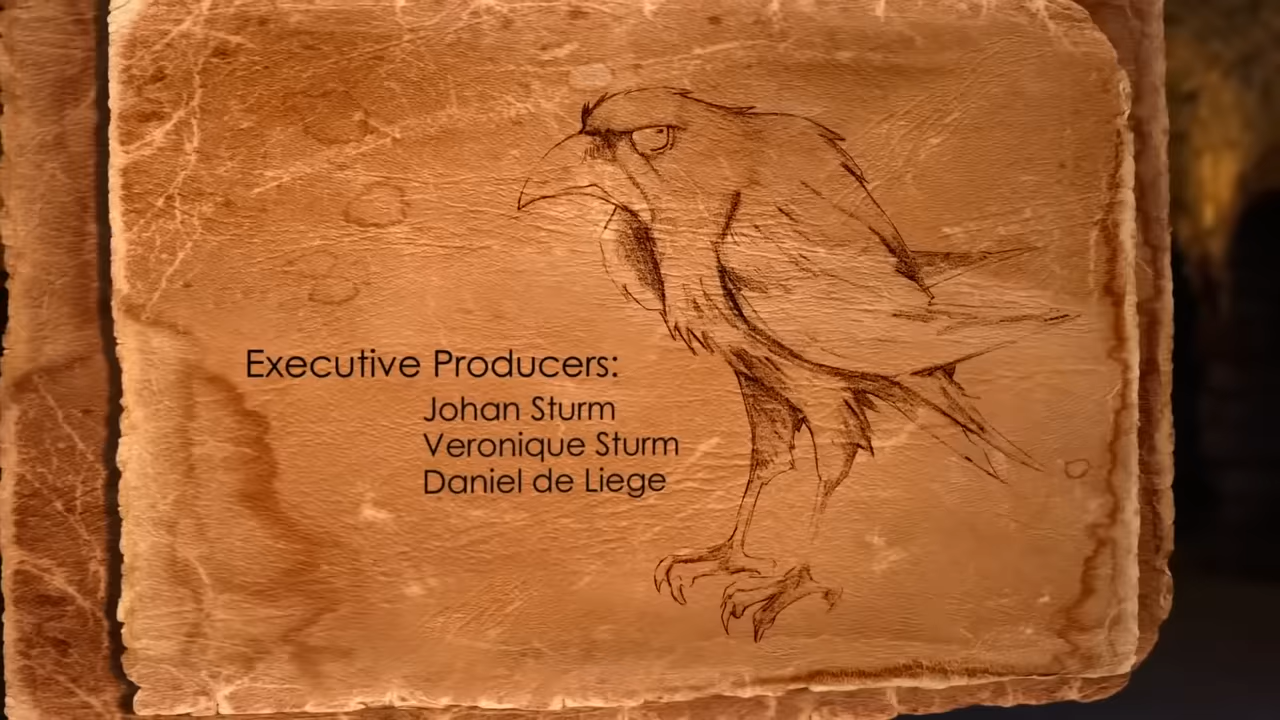 Executive Producers:
Johan Sturm
Veronique Sturm
Daniel de Liege